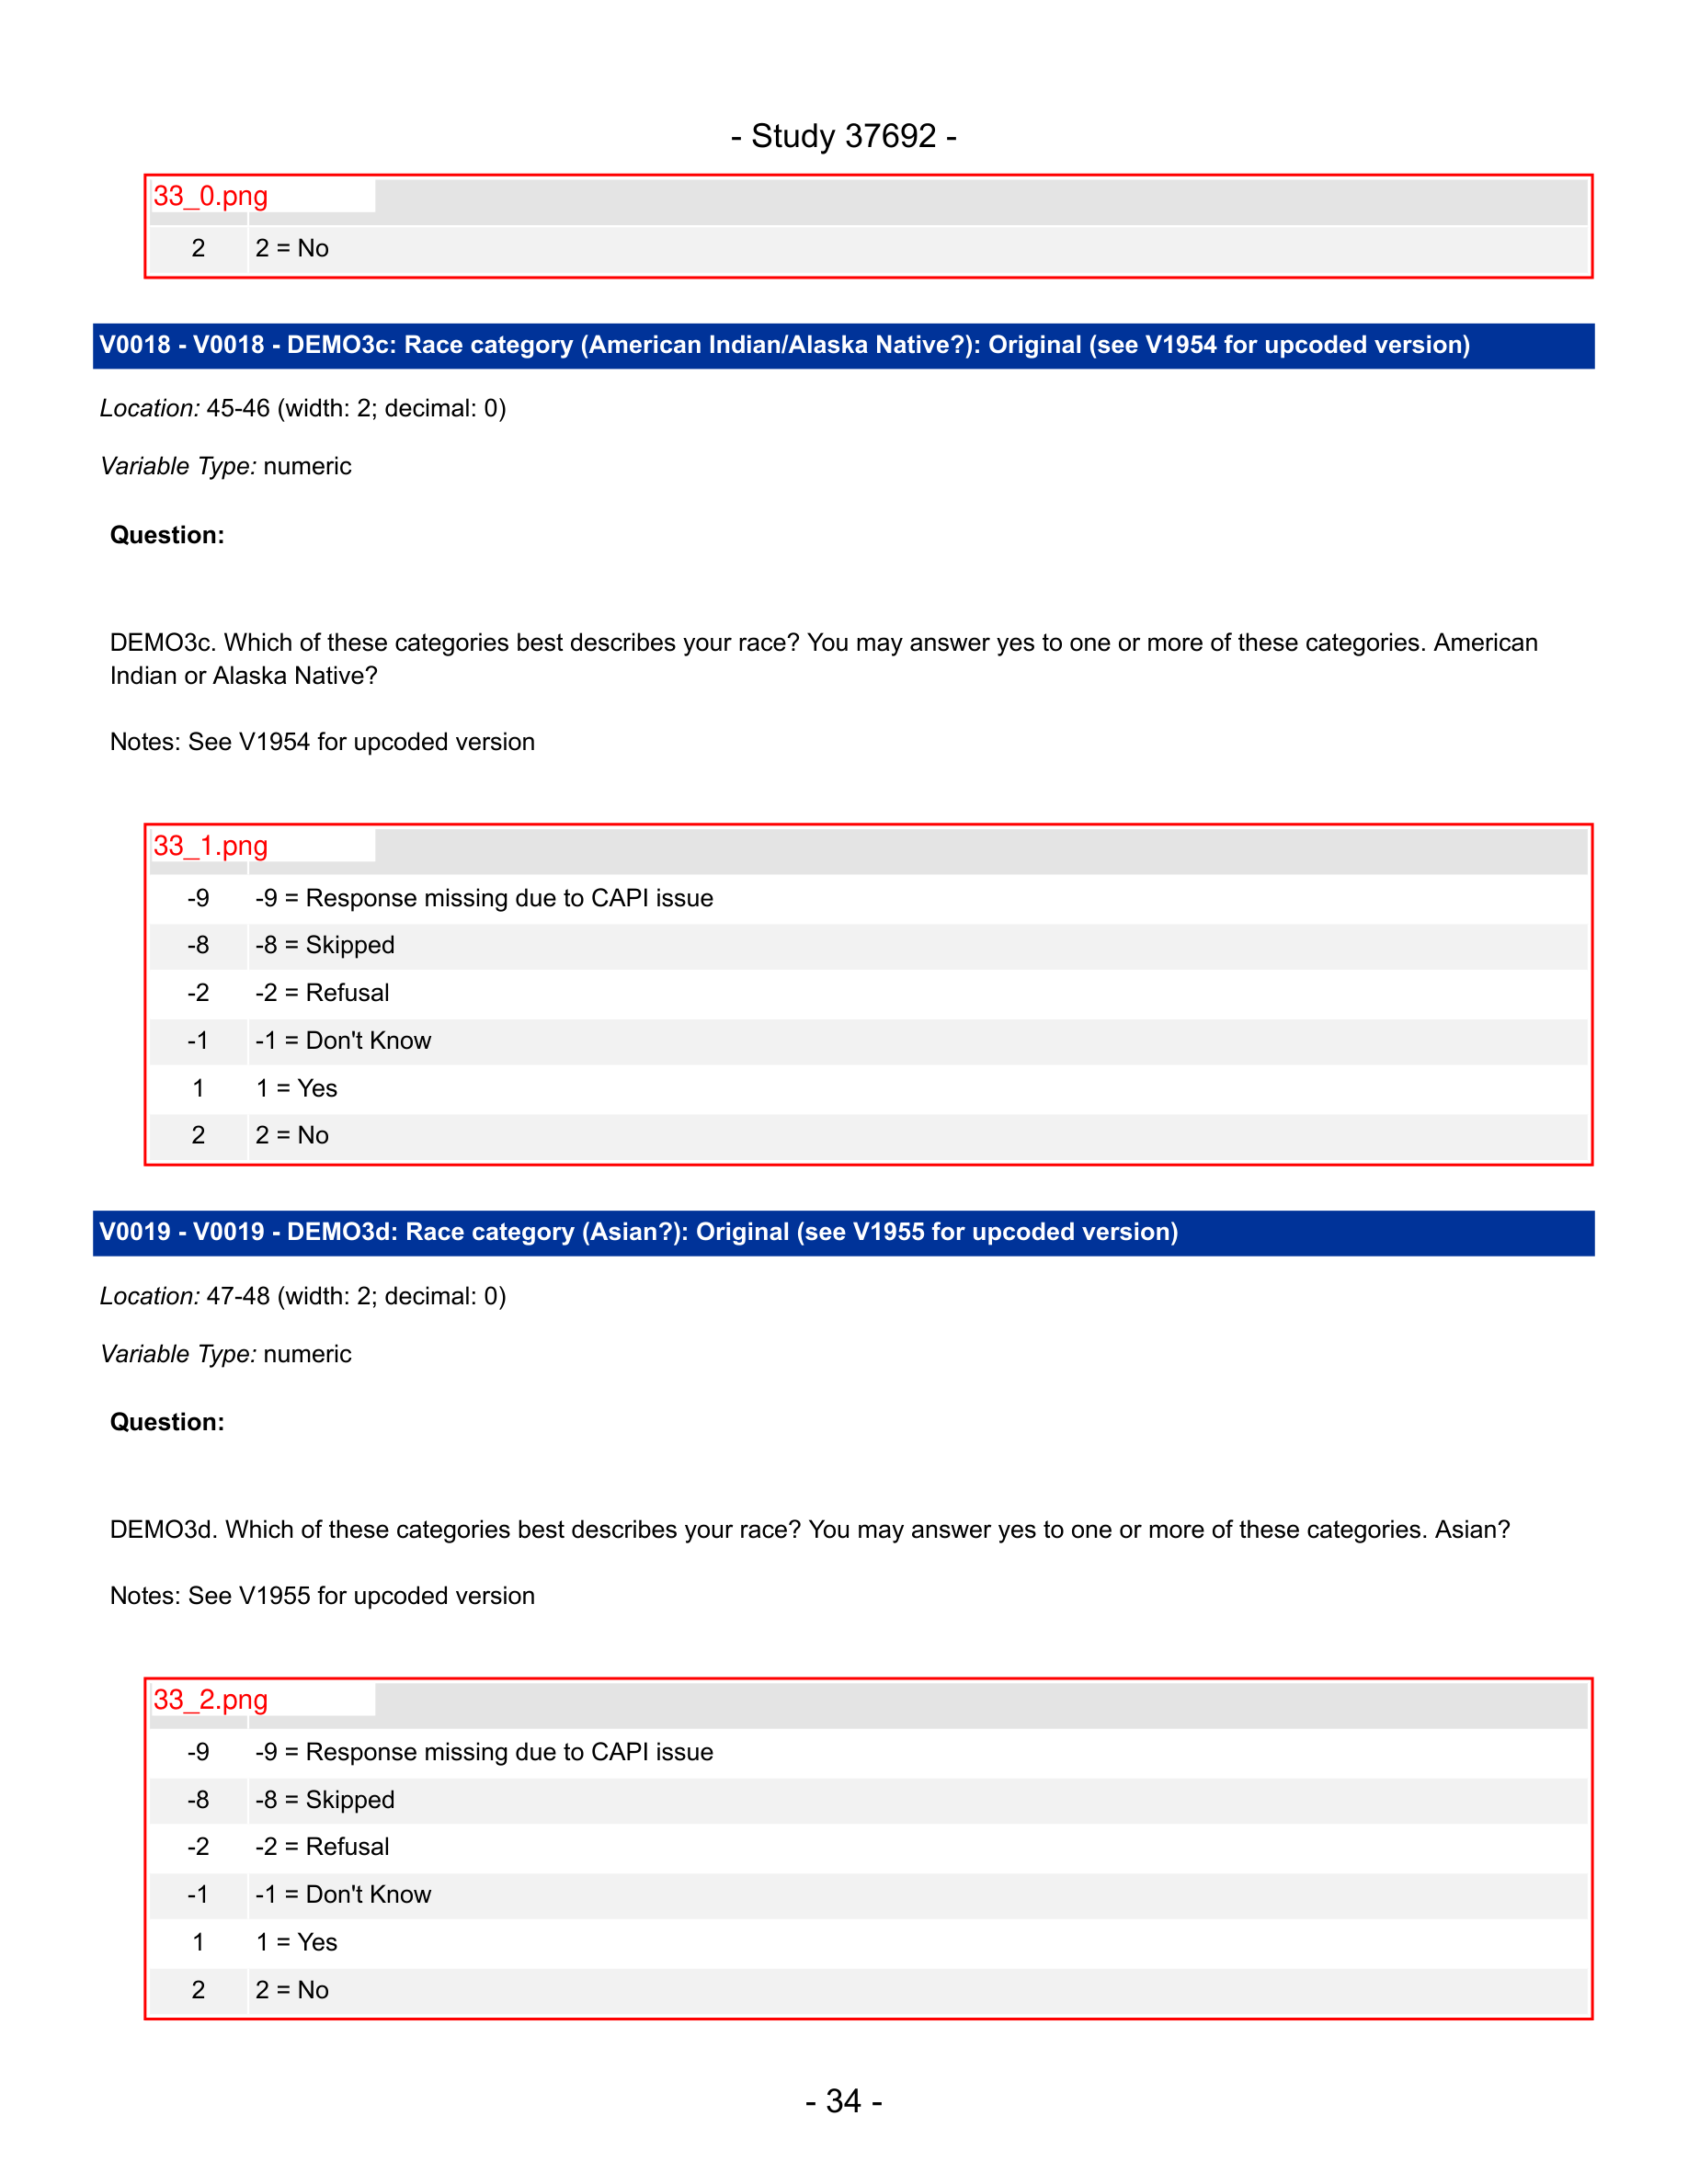 - Study 37692 -
33_0.png
2 2 = No
V0018 - V0018 - DEMO3c: Race category (American Indian/Alaska Native?): Original (see V1954 for upcoded version)
Location: 45-46 (width: 2; decimal: 0)
Variable Type: numeric
Question:
DEMO3c. Which of these categories best describes your race? You may answer yes to one or more of these categories. American
Indian or Alaska Native?
Notes: See V1954 for upcoded version
33_1.png
-9 -9 = Response missing due to CAPI issue
-8 -8 = Skipped
-2 -2 = Refusal
-1 -1 = Don't Know
1 1 = Yes
2 2 = No
V0019 - V0019 - DEMO3d: Race category (Asian?): Original (see V1955 for upcoded version)
Location: 47-48 (width: 2; decimal: 0)
Variable Type: numeric
Question:
DEMO3d. Which of these categories best describes your race? You may answer yes to one or more of these categories. Asian?
Notes: See V1955 for upcoded version
33_2.png
-9 -9 = Response missing due to CAPI issue
-8 -8 = Skipped
-2 -2 = Refusal
-1 -1 = Don't Know
1 1 = Yes
2 2 = No
- 34 -